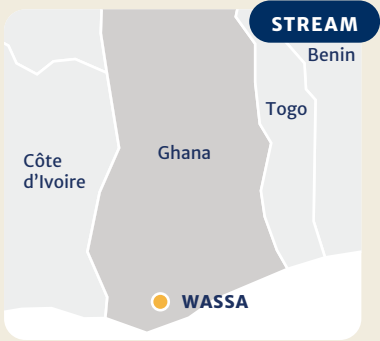 STREAM
Benin
Togo
Ghana
Côte
d'Ivoire
WASSA